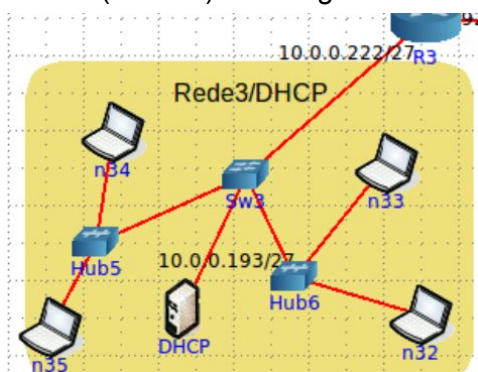 10.0.0.222/27
R3
Rede3/DHCP
n34
Sw3
n33
Hub5
10.0.0.193/27
Hub6
DHCP
n35
n32